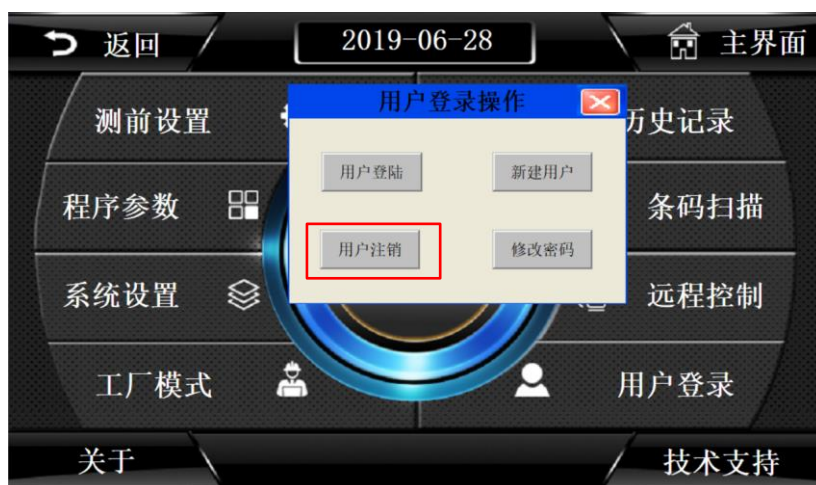 返回
2019-06-28
主界面
用户登录操作
测前设置
历史记录
用户登陆
新建用户
程序参数
条码扫描
用户注销
修改密码
系统设置
远程控制
工厂模式
用户登录
关于
技术支持